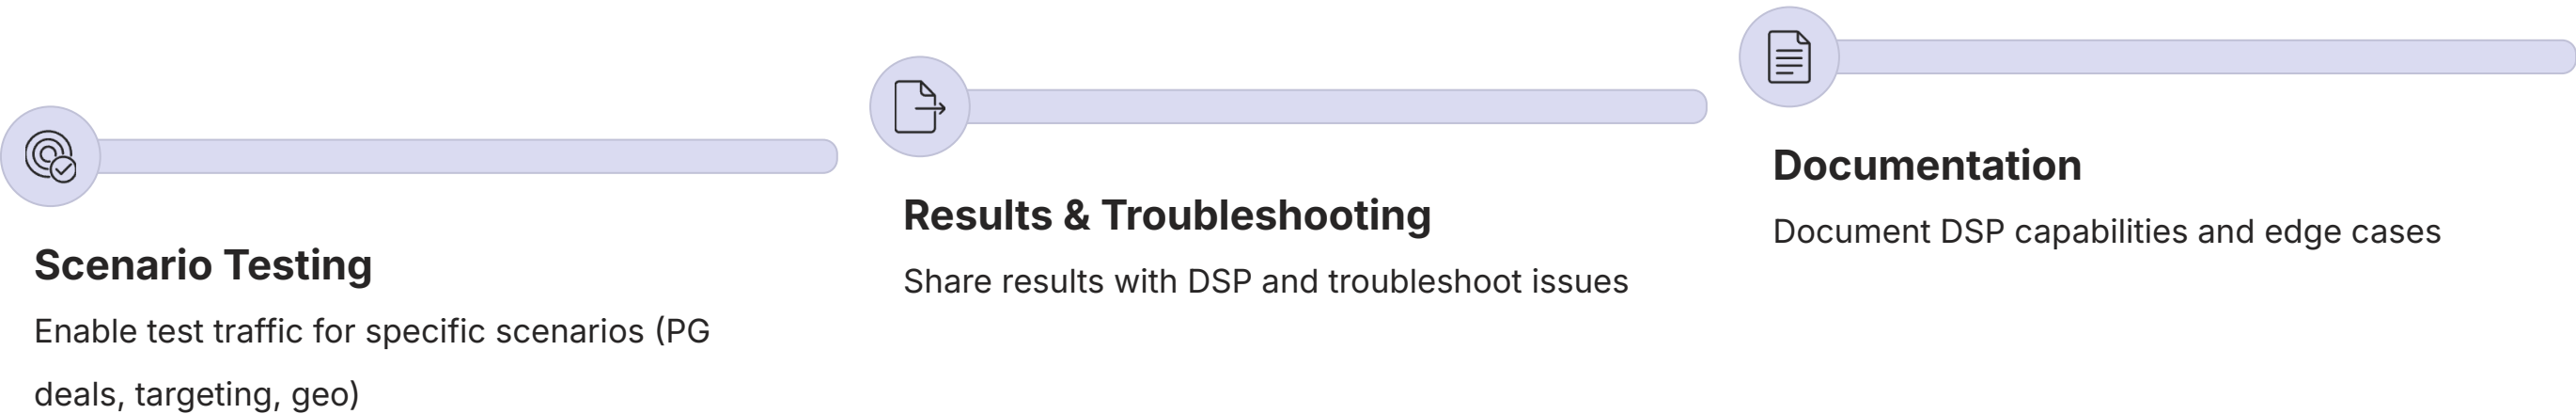 Scenario Testing
Enable test traffic for specific scenarios (PG
deals, targeting, geo)
Results & Troubleshooting
Share results with DSP and troubleshoot issues
Documentation
Document DSP capabilities and edge cases